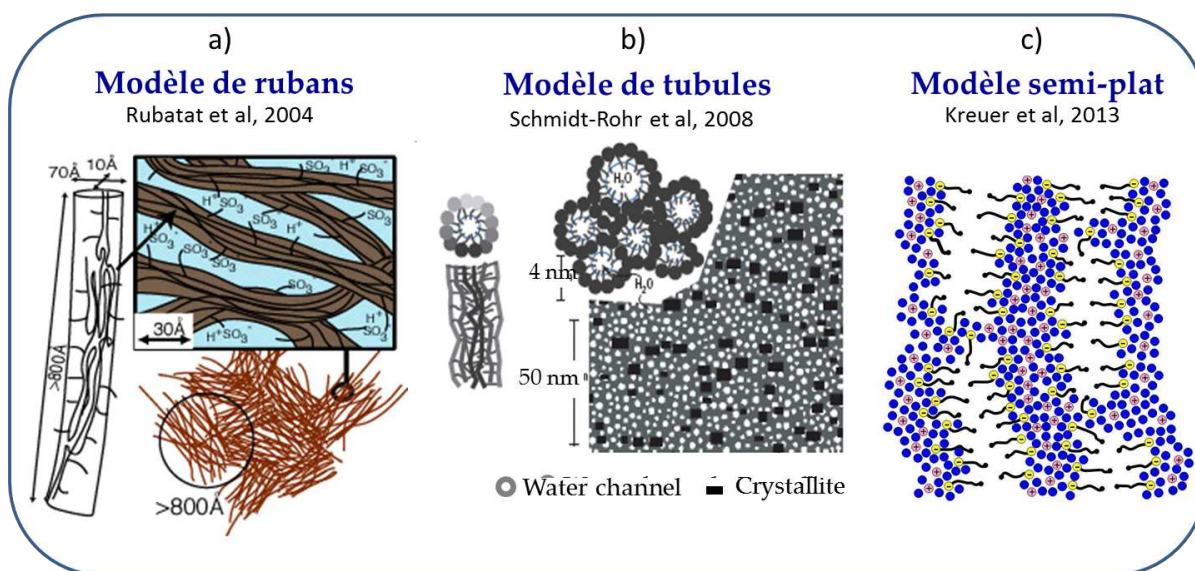 a)
Modèle de rubans
Rubatat et al, 2004
70Å
10Å
>800Å
SO3-
H+
SO3-
H+SO3
H+
SO3
H+
SO3
SO3
H+
SO3
H+
30Å
H+SO3-
H+
SO3-
>800Å
b)
Modèle de tubules
Schmidt-Rohr et al, 2008
H2O
4 nm
H2O
50 nm
Water channel
Crystallite
c)
Modèle semi-plat
Kreuer et al, 2013